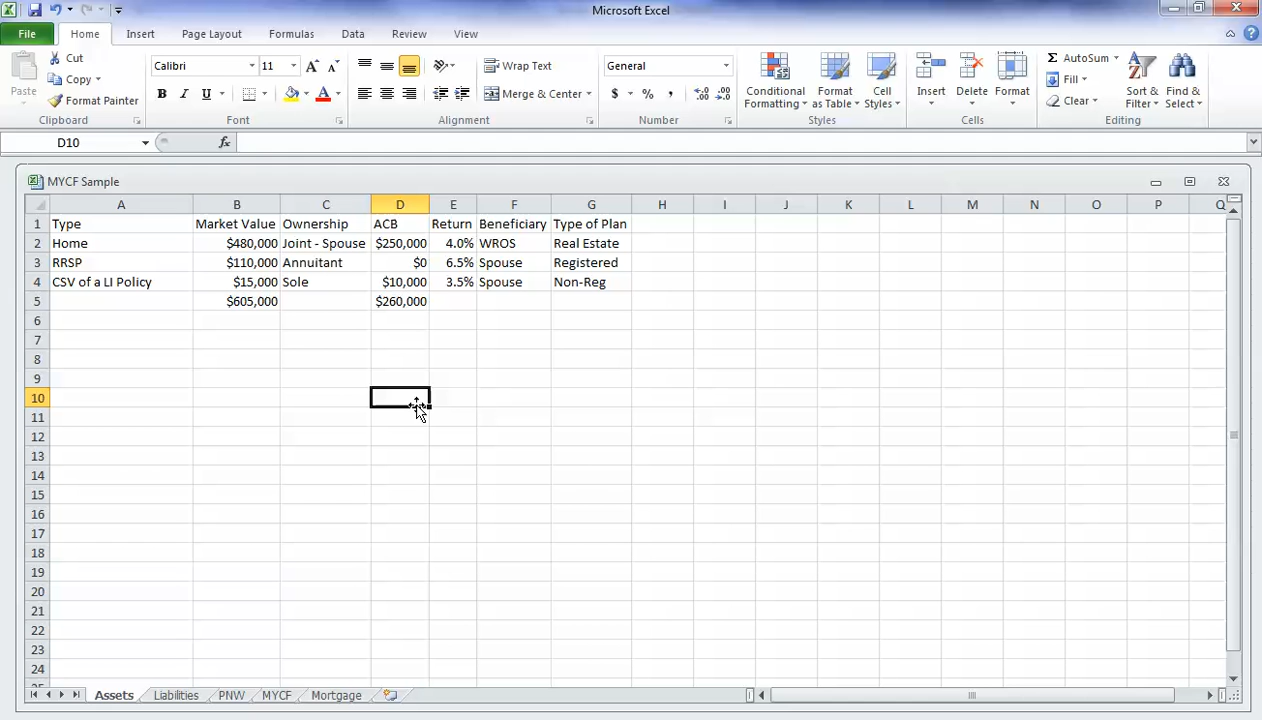 Microsoft Excel
File Home Insert Page Layout Formulas Data Review View
Paste
Cut
Copy
Format Painter
Clipboard
Calibri 11
B I U
Font
Wrap Text
Merge & Center
Alignment
General
$ % ,
Number
Conditional Formatting
Format as Table
Cell Styles
Styles
Insert Delete Format
Cells
AutoSum
Fill
Clear
Sort & Filter
Find & Select
Editing
D10 fx
MYCF Sample
A B C D E F G H I J K L M N O P Q
1 Type Market Value Ownership ACB Return Beneficiary Type of Plan
2 Home $480,000 Joint - Spouse $250,000 4.0% WROS Real Estate
3 RRSP $110,000 Annuitant $0 6.5% Spouse Registered
4 CSV of a LI Policy $15,000 Sole $10,000 3.5% Spouse Non-Reg
5 $605,000 $260,000
6
7
8
9
10
11
12
13
14
15
16
17
18
19
20
21
22
23
24
Assets Liabilities PNW MYCF Mortgage